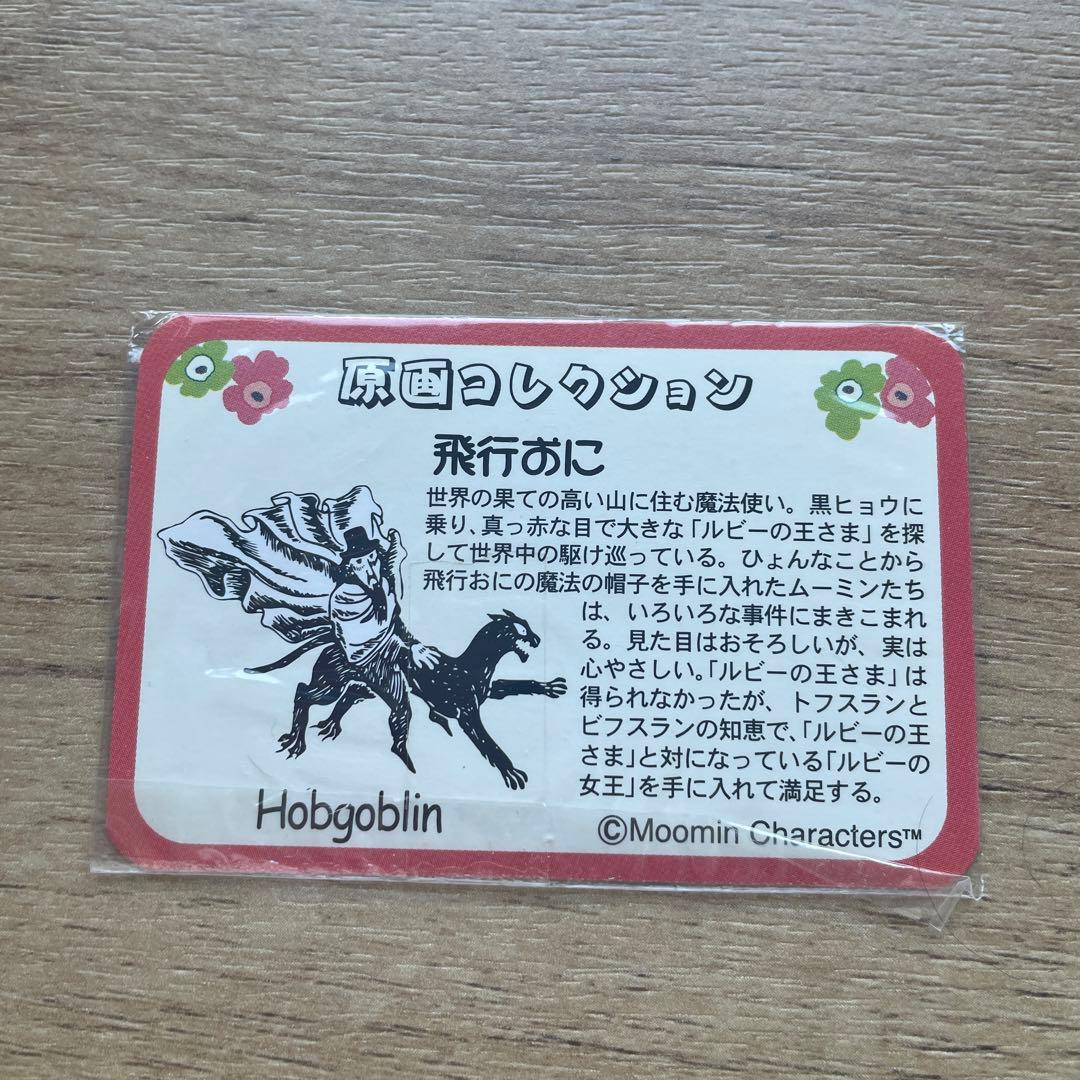 原画コレクション
飛行おに
世界の果ての高い山に住む魔法使い。黒ヒョウに
乗り、真っ赤な目で大きな「ルビーの王さま」を探
して世界中の駆け巡っている。ひょんなことから
飛行おにの魔法の帽子を手に入れたムーミンたち
は、いろいろな事件にまきこまれ
る。見た目はおそろしいが、実は
心やさしい。「ルビーの王さま」は
得られなかったが、トフスランと
ビフスランの知恵で、「ルビーの王
さま」と対になっている「ルビーの
女王」を手に入れて満足する。
Hobgoblin
©Moomin Characters™